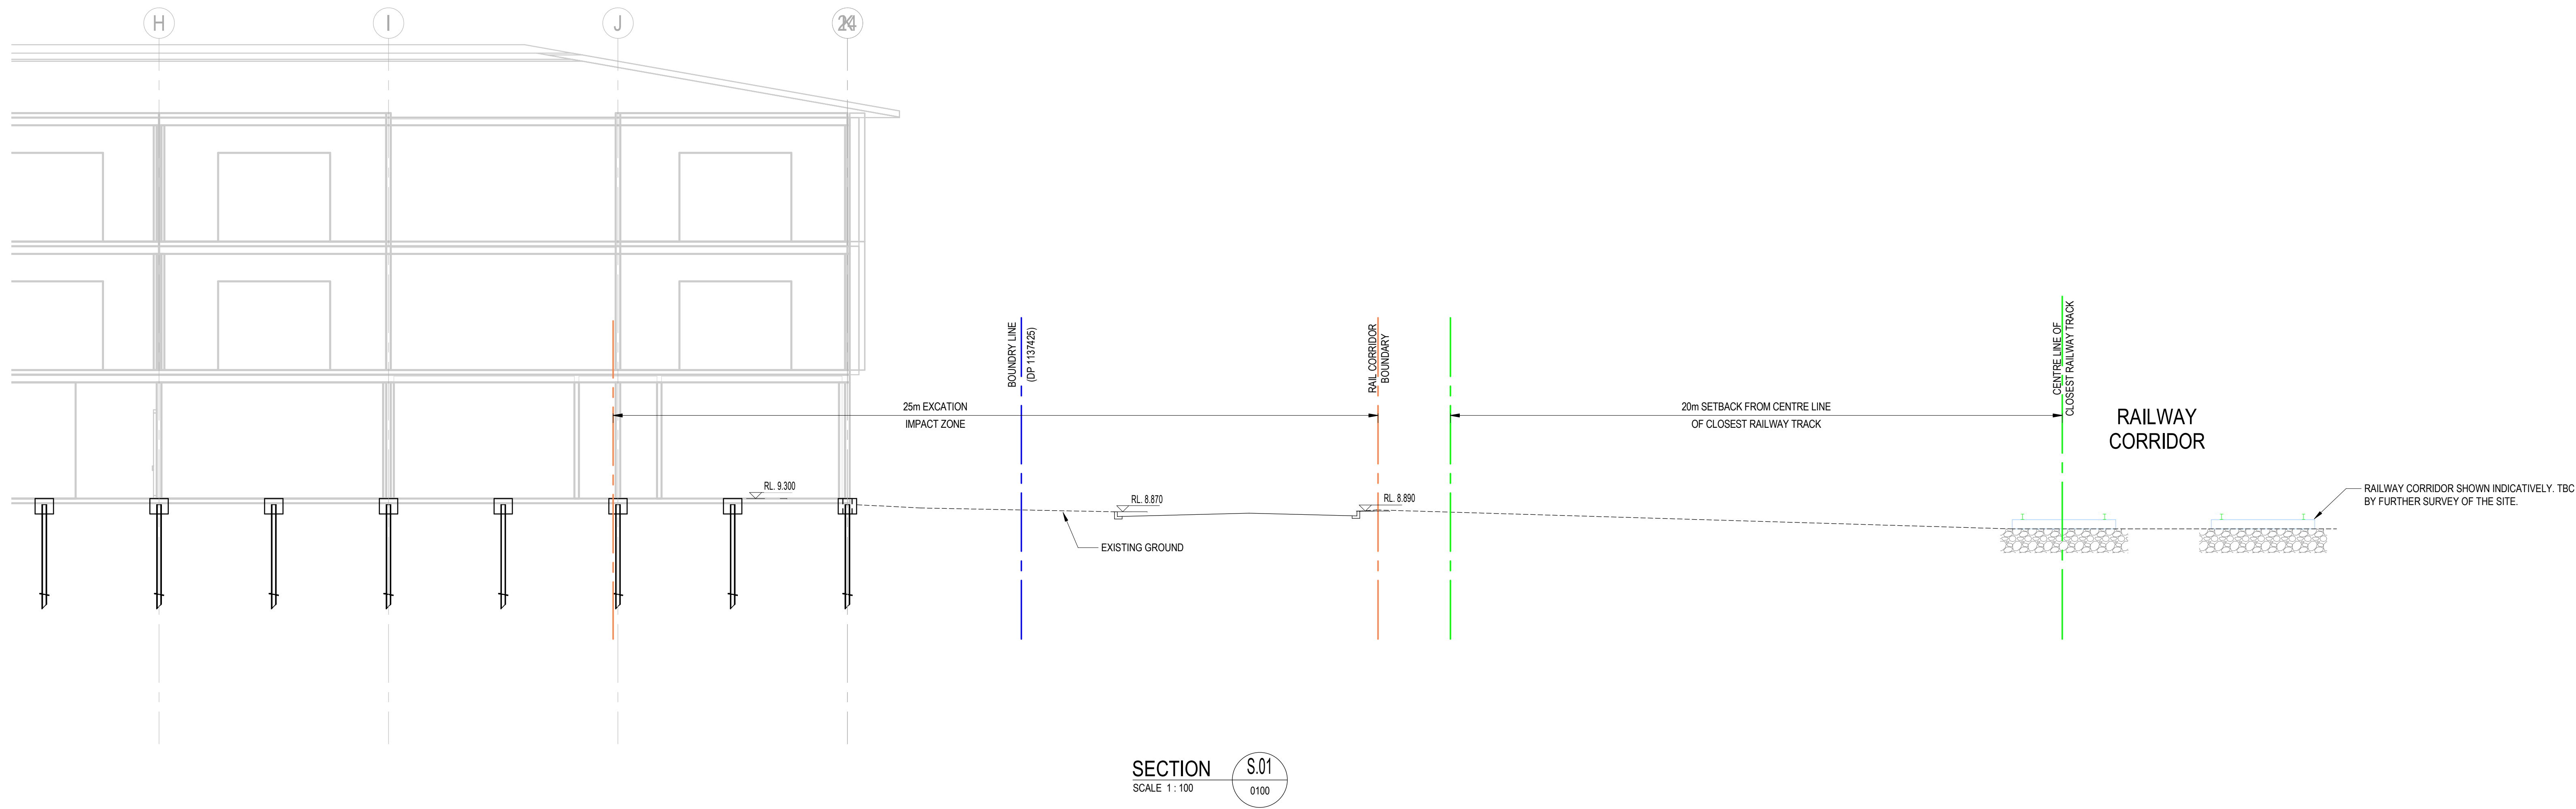 H
I
J
BOUNDRY LINE
(DP 1137425)
RAIL CORRIDOR
BOUNDARY
CENTRE LINE OF
CLOSEST RAILWAY TRACK
25m EXCATION
IMPACT ZONE
20m SETBACK FROM CENTRE LINE
OF CLOSEST RAILWAY TRACK
RAILWAY
CORRIDOR
RL. 9.300
RL. 8.870
RL. 8.890
RAILWAY CORRIDOR SHOWN INDICATIVELY. TBC
BY FURTHER SURVEY OF THE SITE.
EXISTING GROUND
SECTION
SCALE 1 : 100
S.01
0100